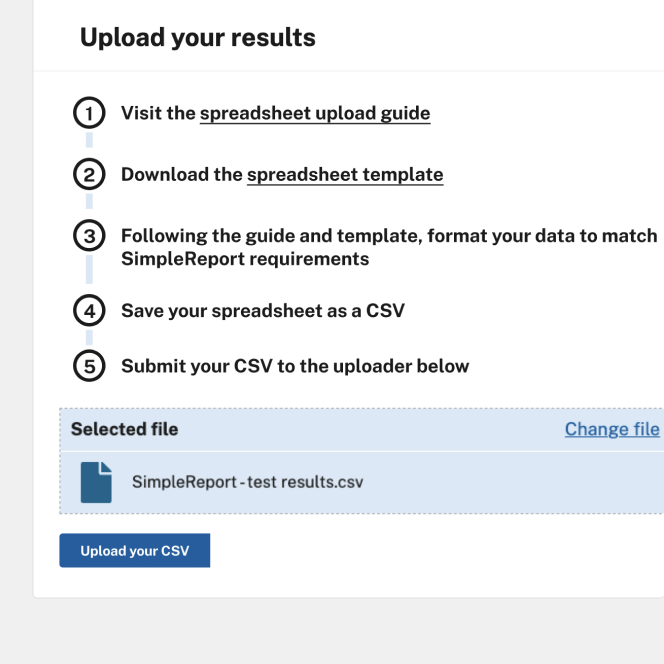 Upload your results
1 Visit the spreadsheet upload guide
2 Download the spreadsheet template
3 Following the guide and template, format your data to match
SimpleReport requirements
4 Save your spreadsheet as a CSV
5 Submit your CSV to the uploader below
Selected file Change file
SimpleReport - test results.csv
Upload your CSV